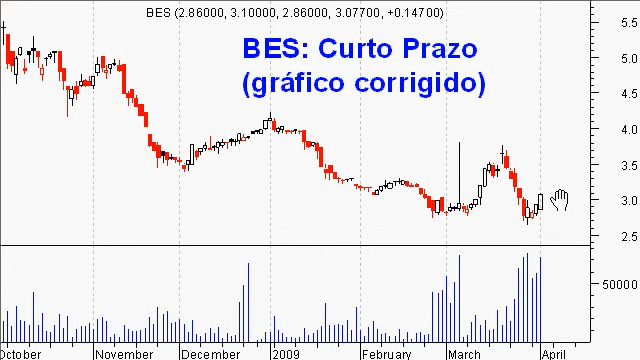 BES (2.86000, 3.10000, 2.86000, 3.07700, +0.14700)
BES: Curto Prazo
(gráfico corrigido)
5.5
5.0
4.5
4.0
3.5
3.0
2.5
50000
October November December 2009 February March April